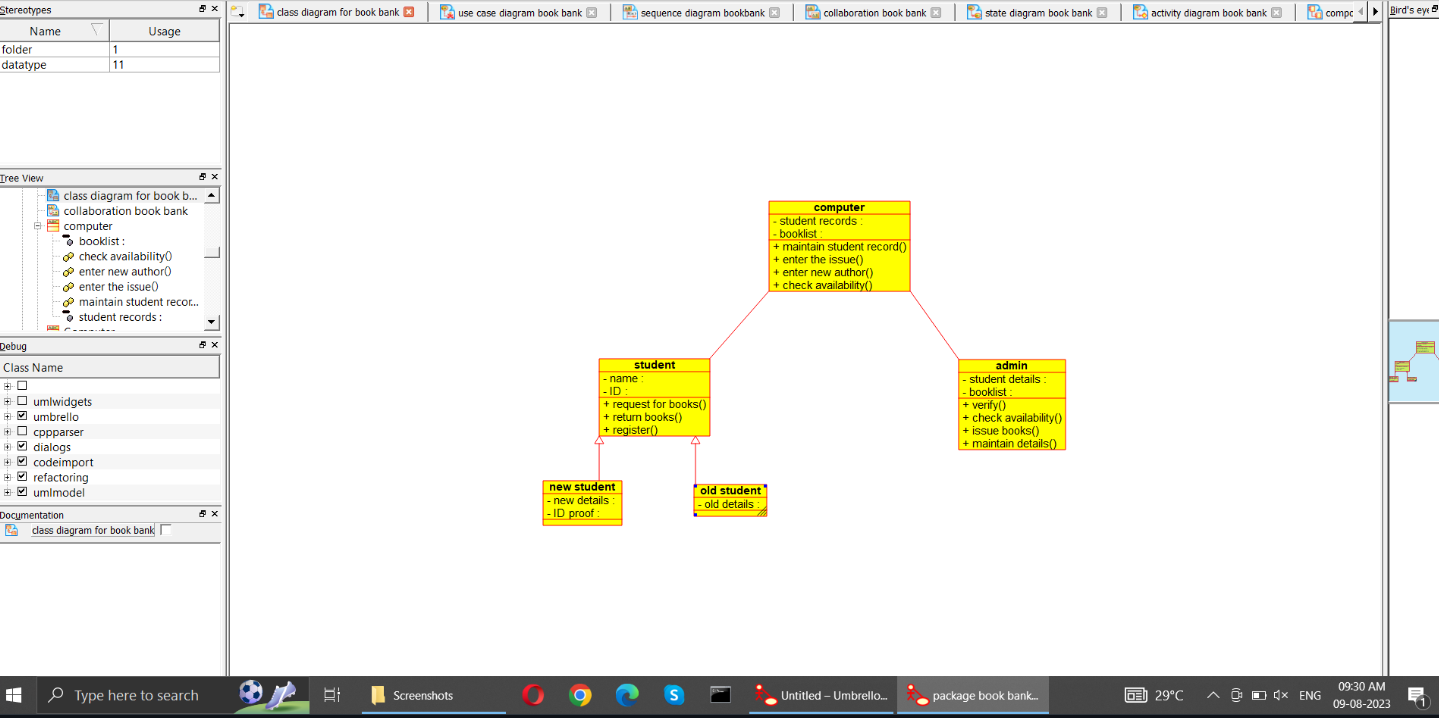 Stereotypes
Name Usage
folder 1
datatype 11
Tree View
class diagram for book b...
collaboration book bank
computer
booklist :
check availability()
enter new author()
enter the issue()
maintain student recor...
student records :
Debug
Class Name
umlwidgets
umbrello
cppparser
dialogs
codeimport
refactoring
umlmodel
Documentation
class diagram for book bank
class diagram for book bank use case diagram book bank sequence diagram bookbank collaboration book bank state diagram book bank activity diagram book bank compo
Bird's eye
computer
- student records :
- booklist :
+ maintain student record()
+ enter the issue()
+ enter new author()
+ check availability()
student
- name :
- ID :
+ request for books()
+ return books()
+ register()
admin
- student details :
- booklist :
+ verify()
+ check availability()
+ issue books()
+ maintain details()
new student
- new details :
- ID proof :
old student
- old details :
Type here to search
Screenshots
Untitled – Umbrello...
package book bank...
29°C
ENG
09:30 AM
09-08-2023
1